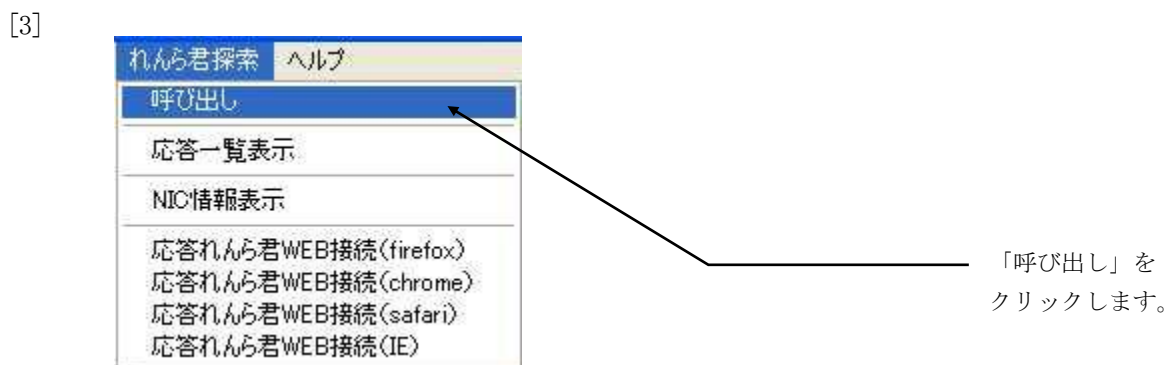 [3]
れんら君探索 ヘルプ
呼び出し
応答一覧表示
NIC情報表示
応答れんら君WEB接続(firefox)
応答れんら君WEB接続(chrome)
応答れんら君WEB接続(safari)
応答れんら君WEB接続(IE)
「呼び出し」を
クリックします。